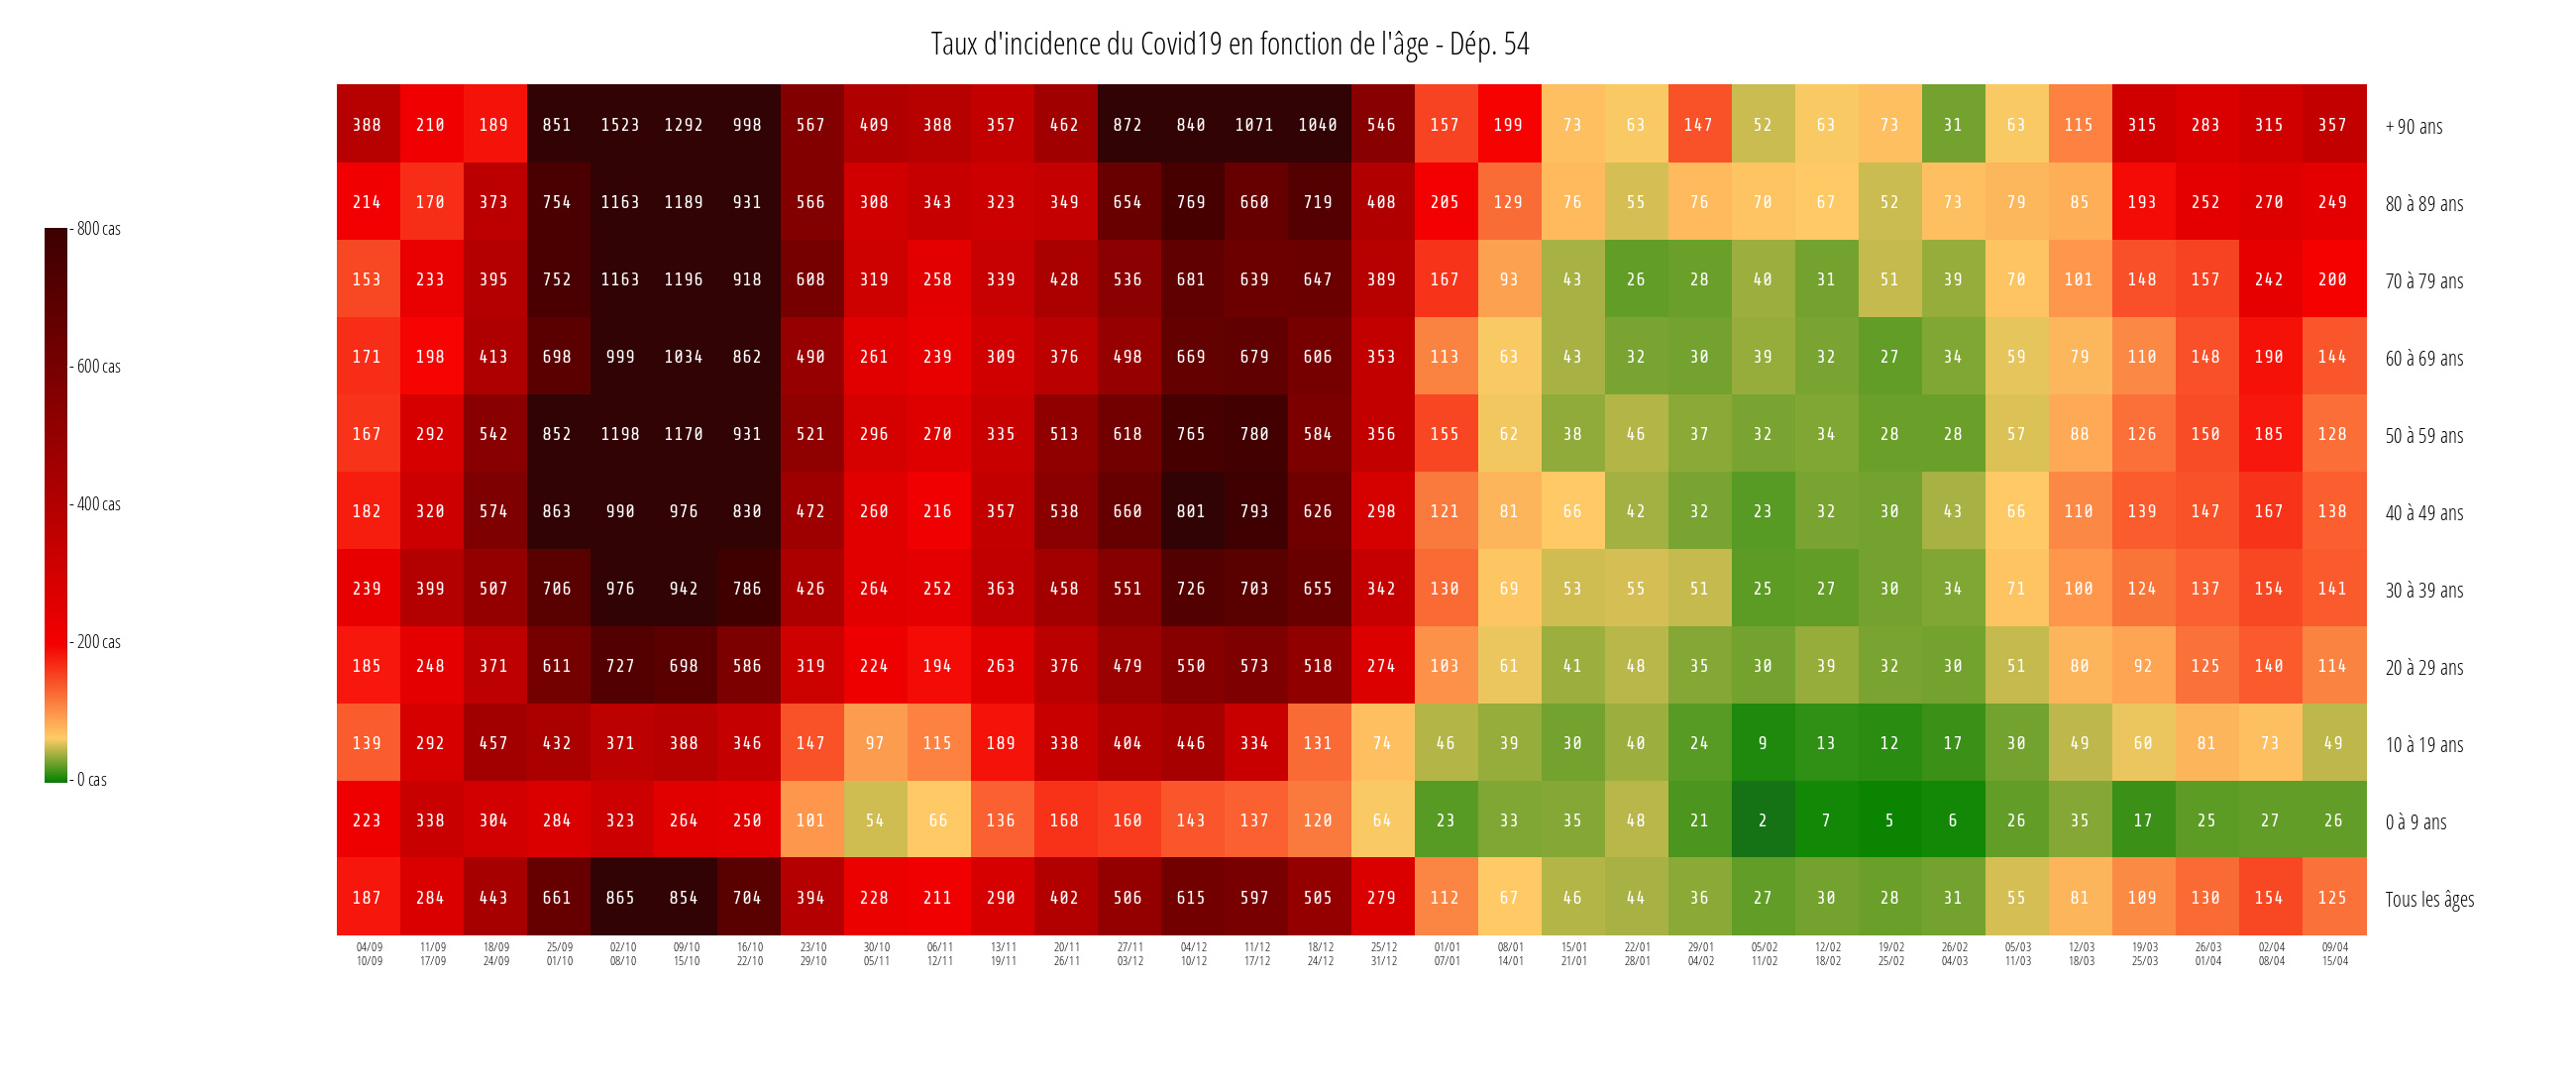 Taux d'incidence du Covid19 en fonction de l'âge - Dép. 54
388 210 189 851 1523 1292 998 567 409 388 357 462 872 840 1071 1040 546 157 199 73 63 147 52 63 73 31 63 115 315 283 315 357 + 90 ans
214 170 373 754 1163 1189 931 566 308 343 323 349 654 769 660 719 408 205 129 76 55 76 70 67 52 73 79 85 193 252 270 249 80 à 89 ans
153 233 395 752 1163 1196 918 608 319 258 339 428 536 681 639 647 389 167 93 43 26 28 40 31 51 39 70 101 148 157 242 200 70 à 79 ans
171 198 413 698 999 1034 862 490 261 239 309 376 498 669 679 606 353 113 63 43 32 30 39 32 27 34 59 79 110 148 190 144 60 à 69 ans
167 292 542 852 1198 1170 931 521 296 270 335 513 618 765 780 584 356 155 62 38 46 37 32 34 28 28 57 88 126 150 185 128 50 à 59 ans
182 320 574 863 990 976 830 472 260 216 357 538 660 801 793 626 298 121 81 66 42 32 23 32 30 43 66 110 139 147 167 138 40 à 49 ans
239 399 507 706 976 942 786 426 264 252 363 458 551 726 703 655 342 130 69 53 55 51 25 27 30 34 71 100 124 137 154 141 30 à 39 ans
185 248 371 611 727 698 586 319 224 194 263 376 479 550 573 518 274 103 61 41 48 35 30 39 32 30 51 80 92 125 140 114 20 à 29 ans
139 292 457 432 371 388 346 147 97 115 189 338 404 446 334 131 74 46 39 30 40 24 9 13 12 17 30 49 60 81 73 49 10 à 19 ans
223 338 304 284 323 264 250 101 54 66 136 168 160 143 137 120 64 23 33 35 48 21 2 7 5 6 26 35 17 25 27 26 0 à 9 ans
187 284 443 661 865 854 704 394 228 211 290 402 506 615 597 505 279 112 67 46 44 36 27 30 28 31 55 81 109 130 154 125 Tous les âges
04/09 11/09 18/09 25/09 02/10 09/10 16/10 23/10 30/10 06/11 13/11 20/11 27/11 04/12 11/12 18/12 25/12 01/01 08/01 15/01 22/01 29/01 05/02 12/02 19/02 26/02 05/03 12/03 19/03 26/03 02/04 09/04
10/09 17/09 24/09 01/10 08/10 15/10 22/10 29/10 05/11 12/11 19/11 26/11 03/12 10/12 17/12 24/12 31/12 07/01 14/01 21/01 28/01 04/02 11/02 18/02 25/02 04/03 11/03 18/03 25/03 01/04 08/04 15/04
- 800 cas
- 600 cas
- 400 cas
- 200 cas
- 0 cas